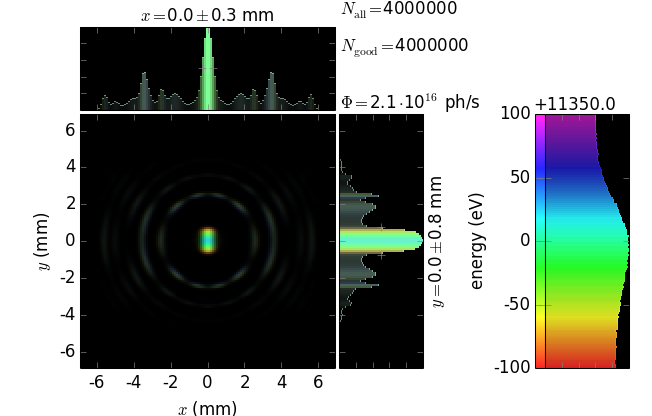 x=0.0±0.3 mm
N_all=4000000
N_good=4000000
Φ=2.1·10^16 ph/s
+11350.0
6
4
2
0
-2
-4
-6
y (mm)
-6 -4 -2 0 2 4 6
x (mm)
y=0.0±0.8 mm
energy (eV)
100
50
0
-50
-100